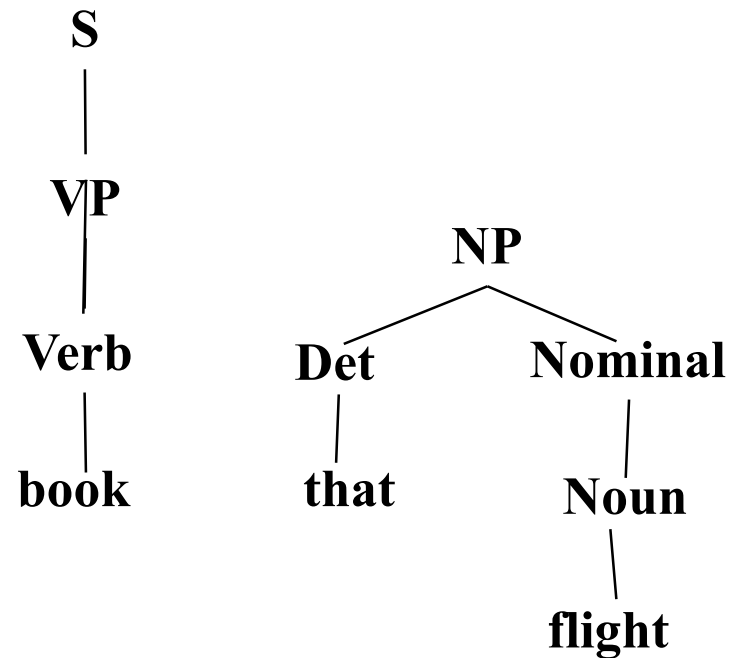 S
VP
NP
Verb
Det
Nominal
book
that
Noun
flight